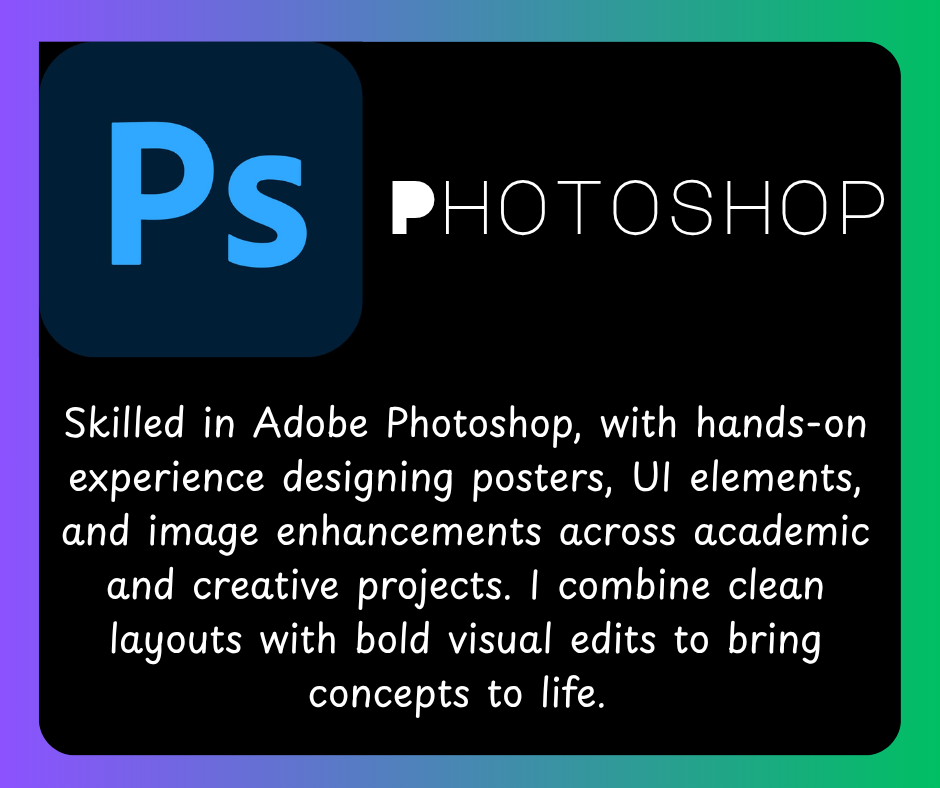 Ps
PHOTOSHOP
Skilled in Adobe Photoshop, with hands-on
experience designing posters, UI elements,
and image enhancements across academic
and creative projects. I combine clean
layouts with bold visual edits to bring
concepts to life.